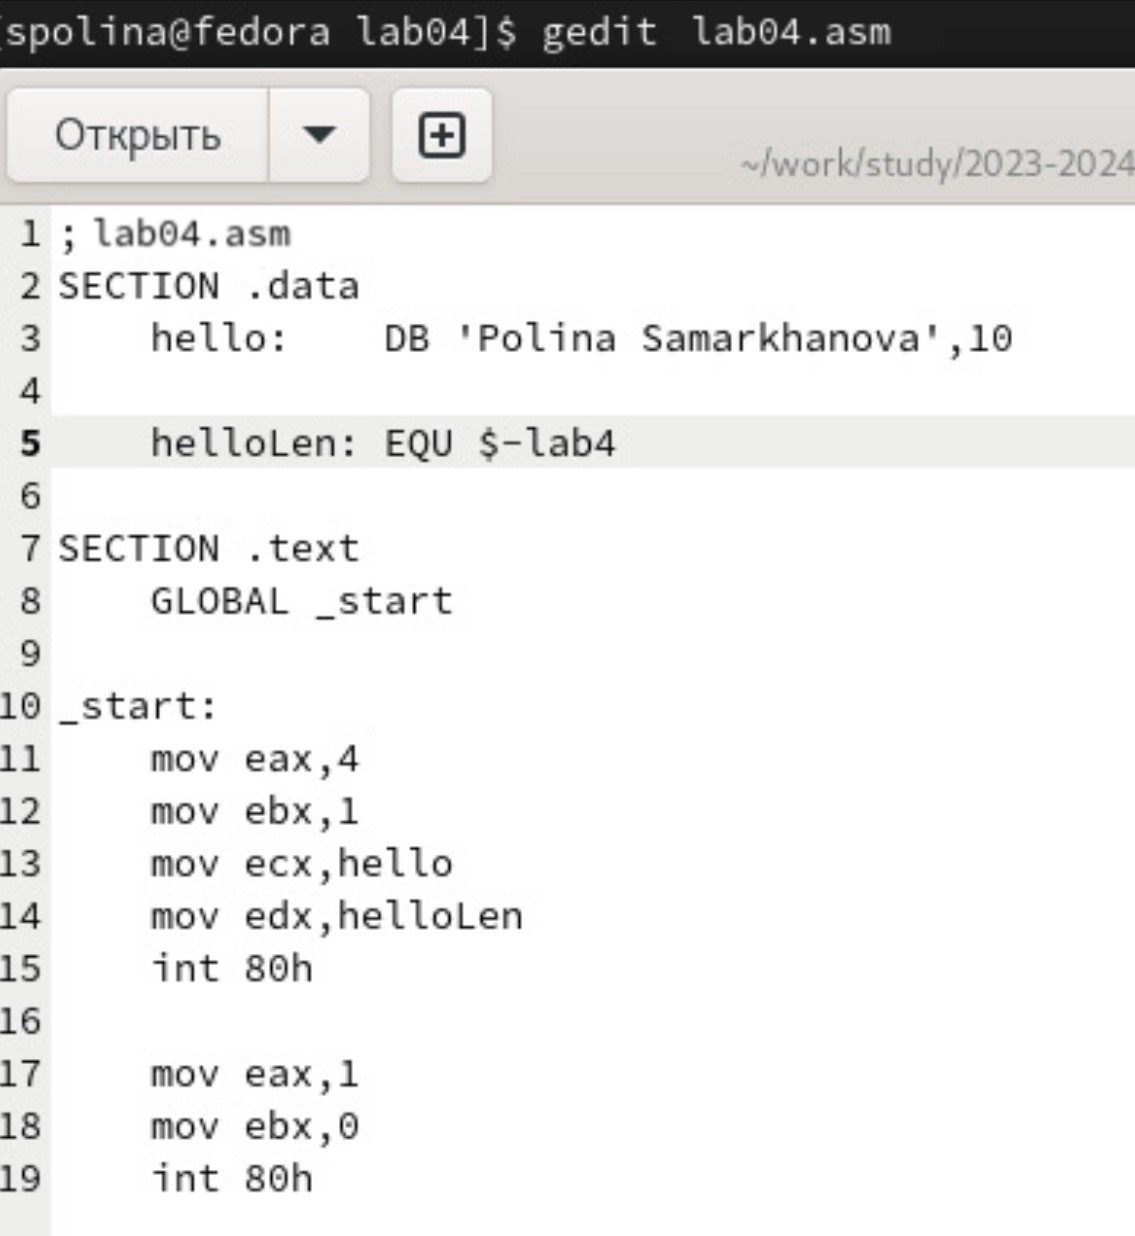 [spolina@fedora lab04]$ gedit lab04.asm
Открыть
~/work/study/2023-2024
1 ; lab04.asm
2 SECTION .data
3     hello:    DB 'Polina Samarkhanova',10
4
5     helloLen: EQU $-lab4
6
7 SECTION .text
8     GLOBAL _start
9
10 _start:
11     mov eax,4
12     mov ebx,1
13     mov ecx,hello
14     mov edx,helloLen
15     int 80h
16
17     mov eax,1
18     mov ebx,0
19     int 80h